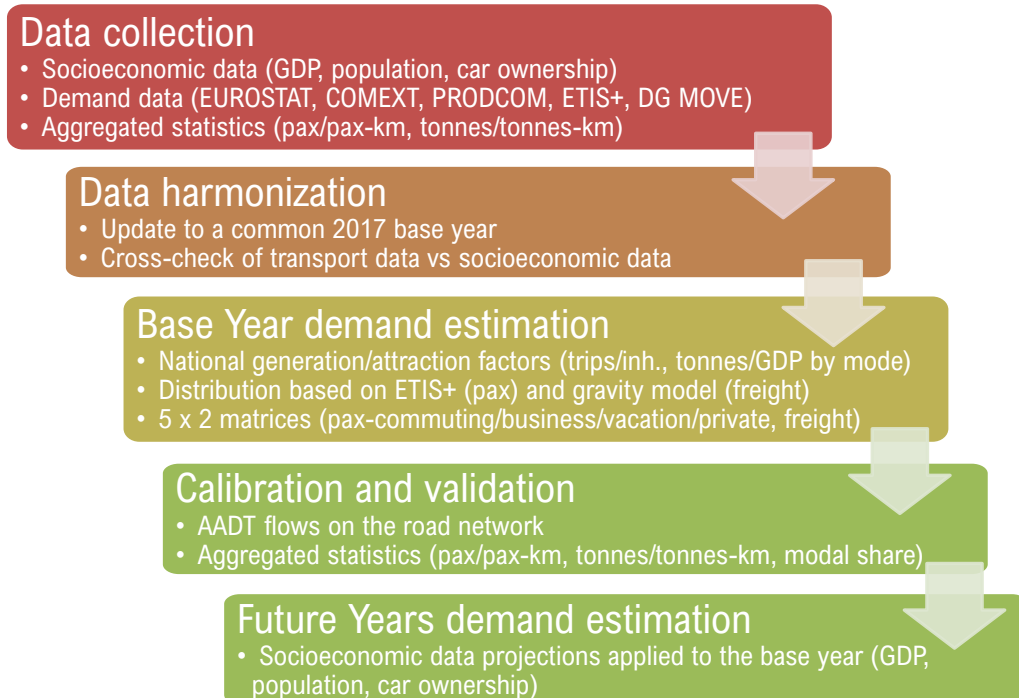 Data collection
• Socioeconomic data (GDP, population, car ownership)
• Demand data (EUROSTAT, COMEXT, PRODCOM, ETIS+, DG MOVE)
• Aggregated statistics (pax/pax-km, tonnes/tonnes-km)
Data harmonization
• Update to a common 2017 base year
• Cross-check of transport data vs socioeconomic data
Base Year demand estimation
• National generation/attraction factors (trips/inh., tonnes/GDP by mode)
• Distribution based on ETIS+ (pax) and gravity model (freight)
• 5 x 2 matrices (pax-commuting/business/vacation/private, freight)
Calibration and validation
• AADT flows on the road network
• Aggregated statistics (pax/pax-km, tonnes/tonnes-km, modal share)
Future Years demand estimation
• Socioeconomic data projections applied to the base year (GDP,
population, car ownership)